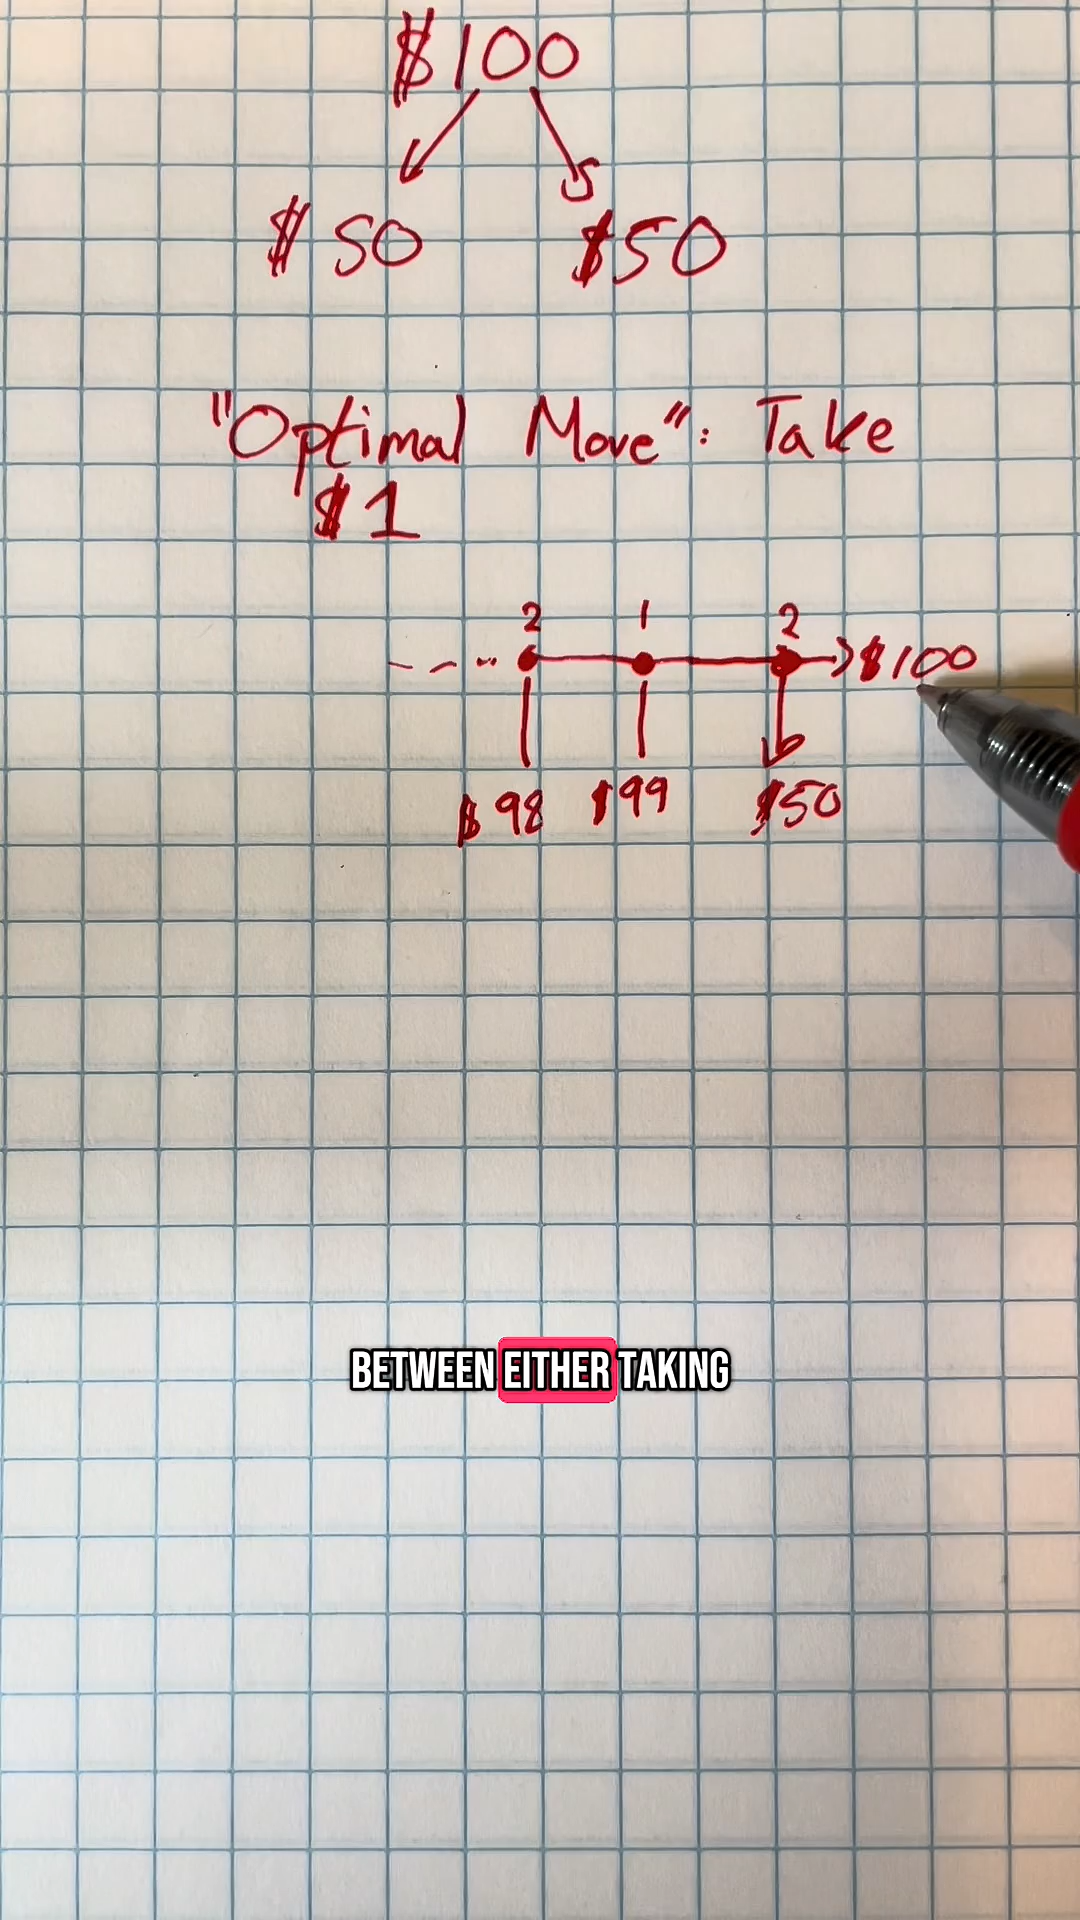 $100
$50 $50
"Optimal Move": Take
$1
2 1 2
$100
$98 $99 $50
BETWEEN EITHER TAKING